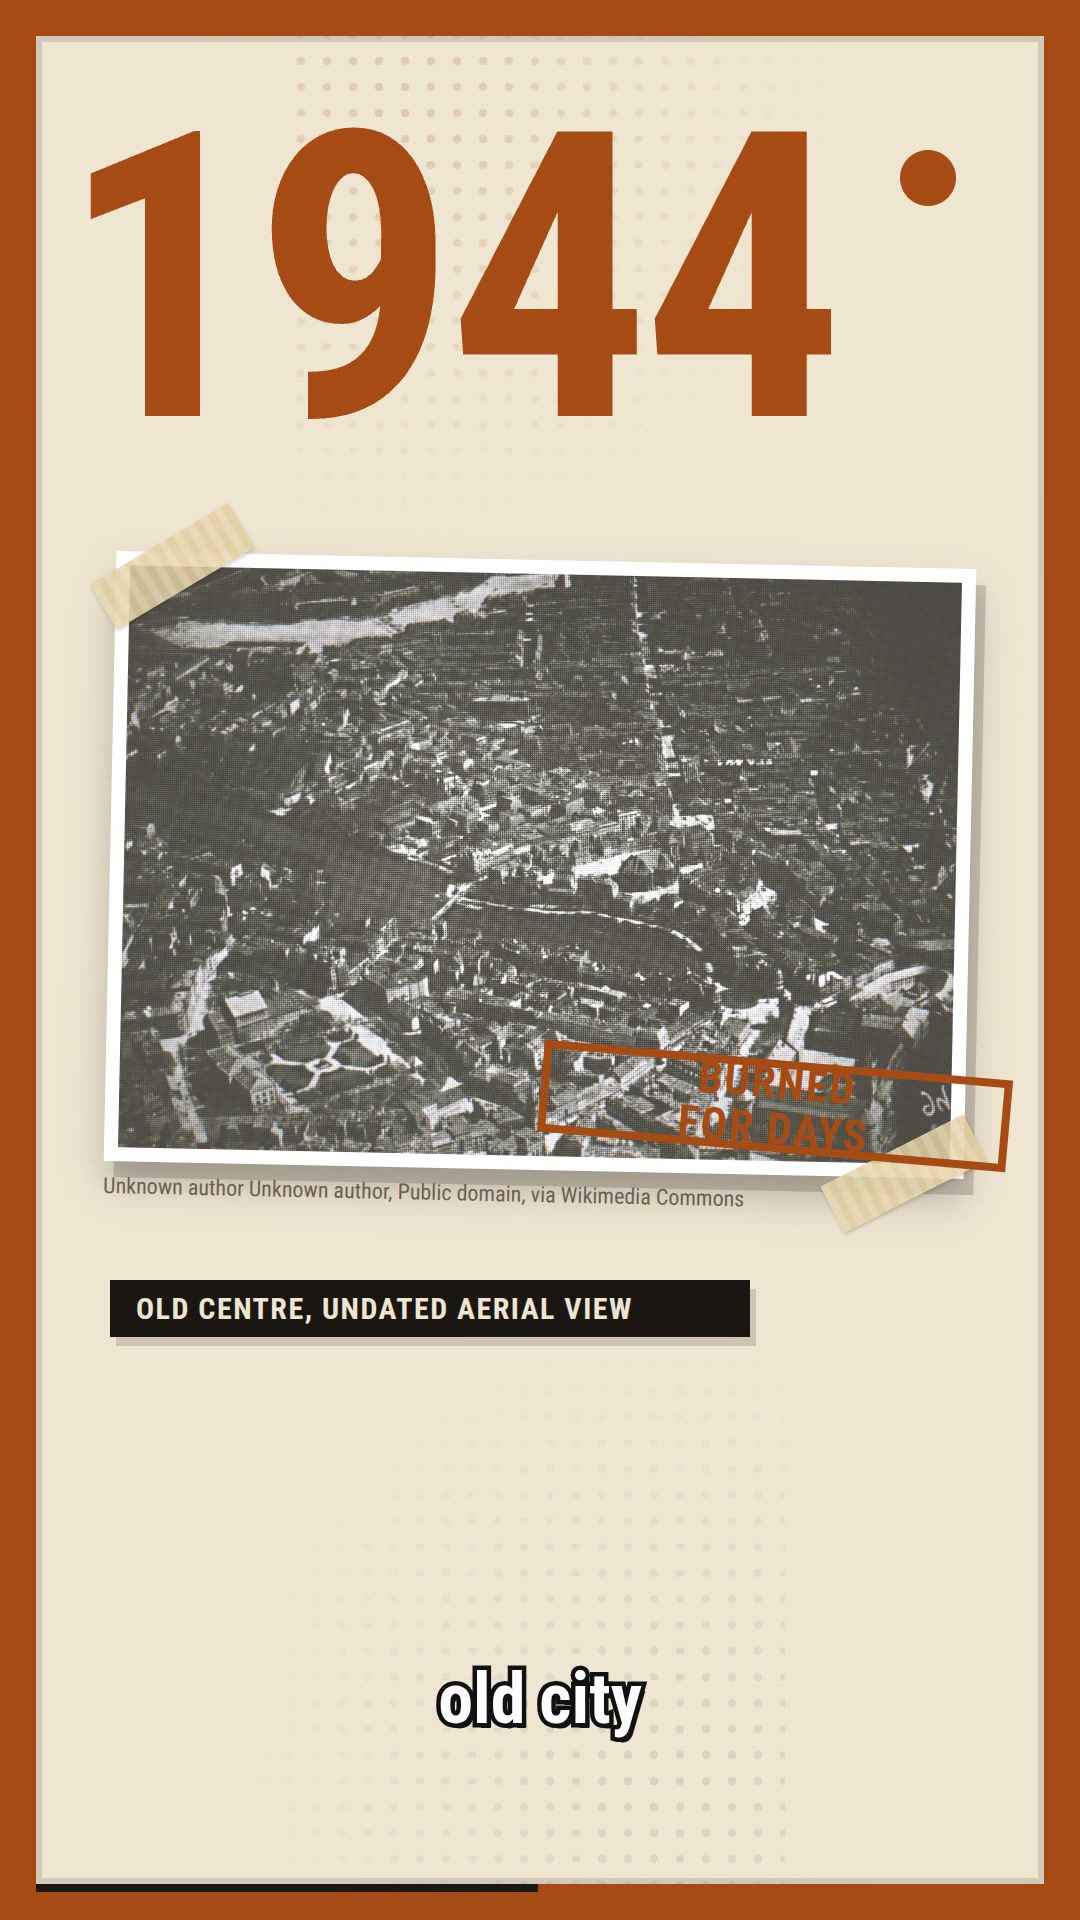 1944
BURNED
FOR DAYS
Unknown author Unknown author, Public domain, via Wikimedia Commons
OLD CENTRE, UNDATED AERIAL VIEW
old city